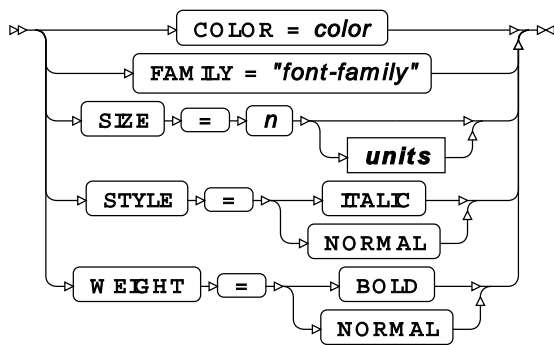 COLOR = color
FAMILY = "font-family"
SIZE = n
units
STYLE = ITALIC
NORMAL
WEIGHT = BOLD
NORMAL